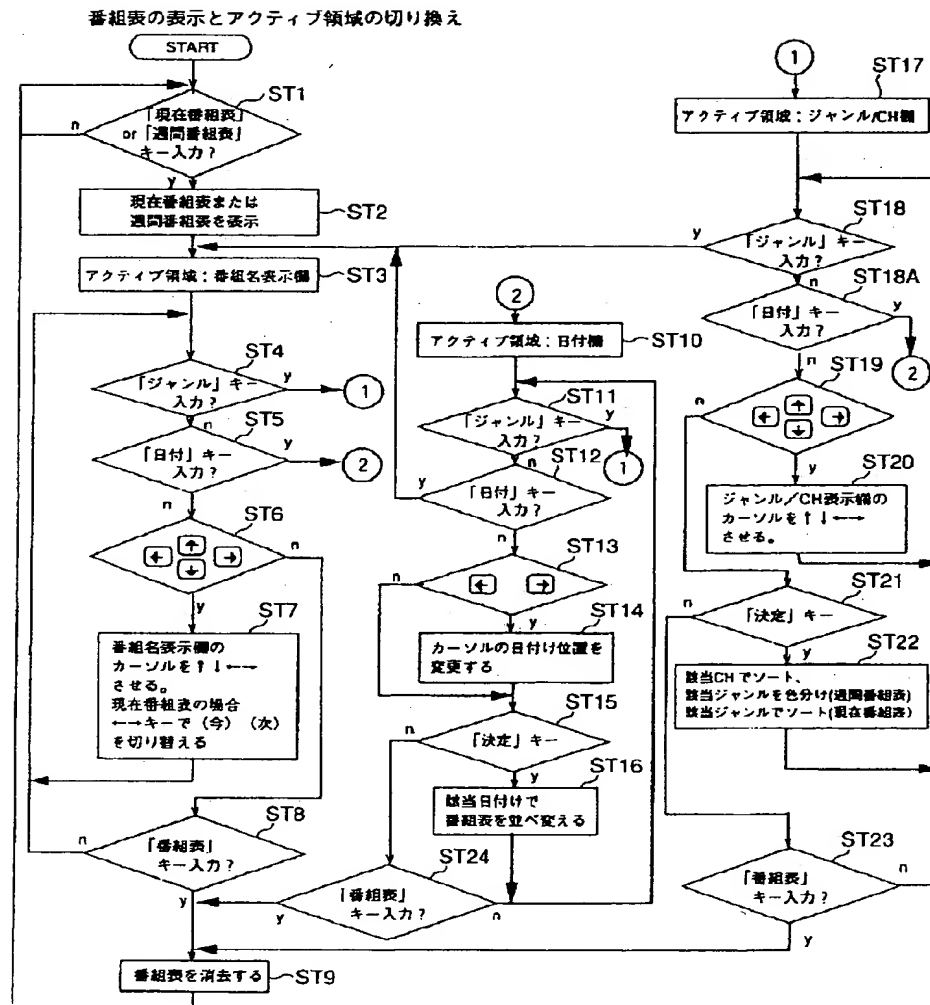 番組表の表示とアクティブ領域の切り換え
START
ST1
「現在番組表」
or「週間番組表」
キー入力？
n
y
現在番組表または
週間番組表を表示
ST2
アクティブ領域：番組名表示欄
ST3
ST4
「ジャンル」キー
入力？
y
1
n
ST5
「日付」キー
入力？
y
2
n
ST6
← ↑ ↓ →
n
y
ST7
番組名表示欄の
カーソルを↑↓←→
させる。
現在番組表の場合
←→キーで（今）（次）
を切り替える
ST8
「番組表」
キー入力？
n
y
番組表を消去する
ST9
2
アクティブ領域：日付欄
ST10
ST11
「ジャンル」キー
入力？
y
1
n
ST12
「日付」キー
入力？
y
n
ST13
← →
n
y
ST14
カーソルの日付け位置を
変更する
ST15
「決定」キー
n
y
ST16
該当日付けで
番組表を並べ変える
ST24
「番組表」
キー入力？
y
n
1
ST17
アクティブ領域：ジャンル/CH欄
ST18
「ジャンル」キー
入力？
y
n
ST18A
「日付」キー
入力？
y
2
n
ST19
← ↑ ↓ →
n
y
ST20
ジャンル／CH表示欄の
カーソルを↑↓←→
させる。
ST21
「決定」キー
n
y
ST22
該当CHでソート、
該当ジャンルを色分け(週間番組表)
該当ジャンルでソート(現在番組表)
ST23
「番組表」
キー入力？
n
y